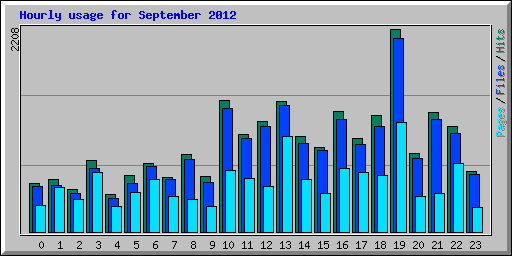 Hourly usage for September 2012
2208
Pages/Files/Hits
0 1 2 3 4 5 6 7 8 9 10 11 12 13 14 15 16 17 18 19 20 21 22 23